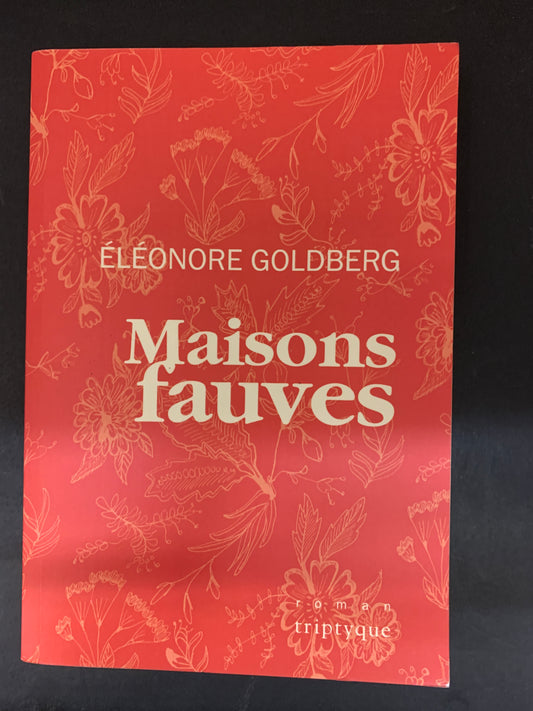 ÉLÉONORE GOLDBERG
Maisons
fauves
roman
triptyque